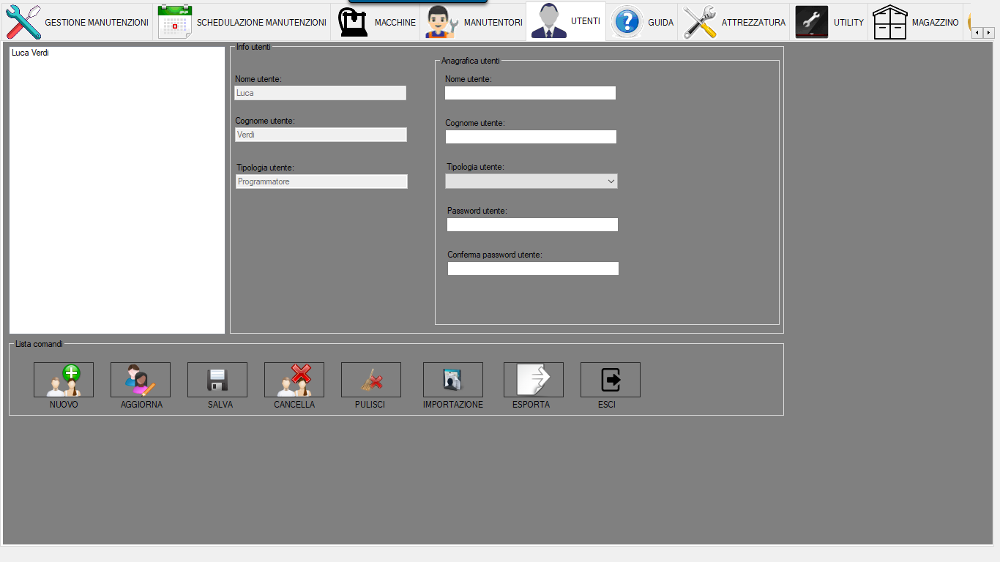 GESTIONE MANUTENZIONI
SCHEDULAZIONE MANUTENZIONI
MACCHINE
MANUTENTORI
UTENTI
GUIDA
ATTREZZATURA
UTILITY
MAGAZZINO
Luca Verdi
Info utenti
Nome utente:
Luca
Cognome utente:
Verdi
Tipologia utente:
Programmatore
Anagrafica utenti
Nome utente:
Cognome utente:
Tipologia utente:
Password utente:
Conferma password utente:
Lista comandi
NUOVO
AGGIORNA
SALVA
CANCELLA
PULISCI
IMPORTAZIONE
ESPORTA
ESCI